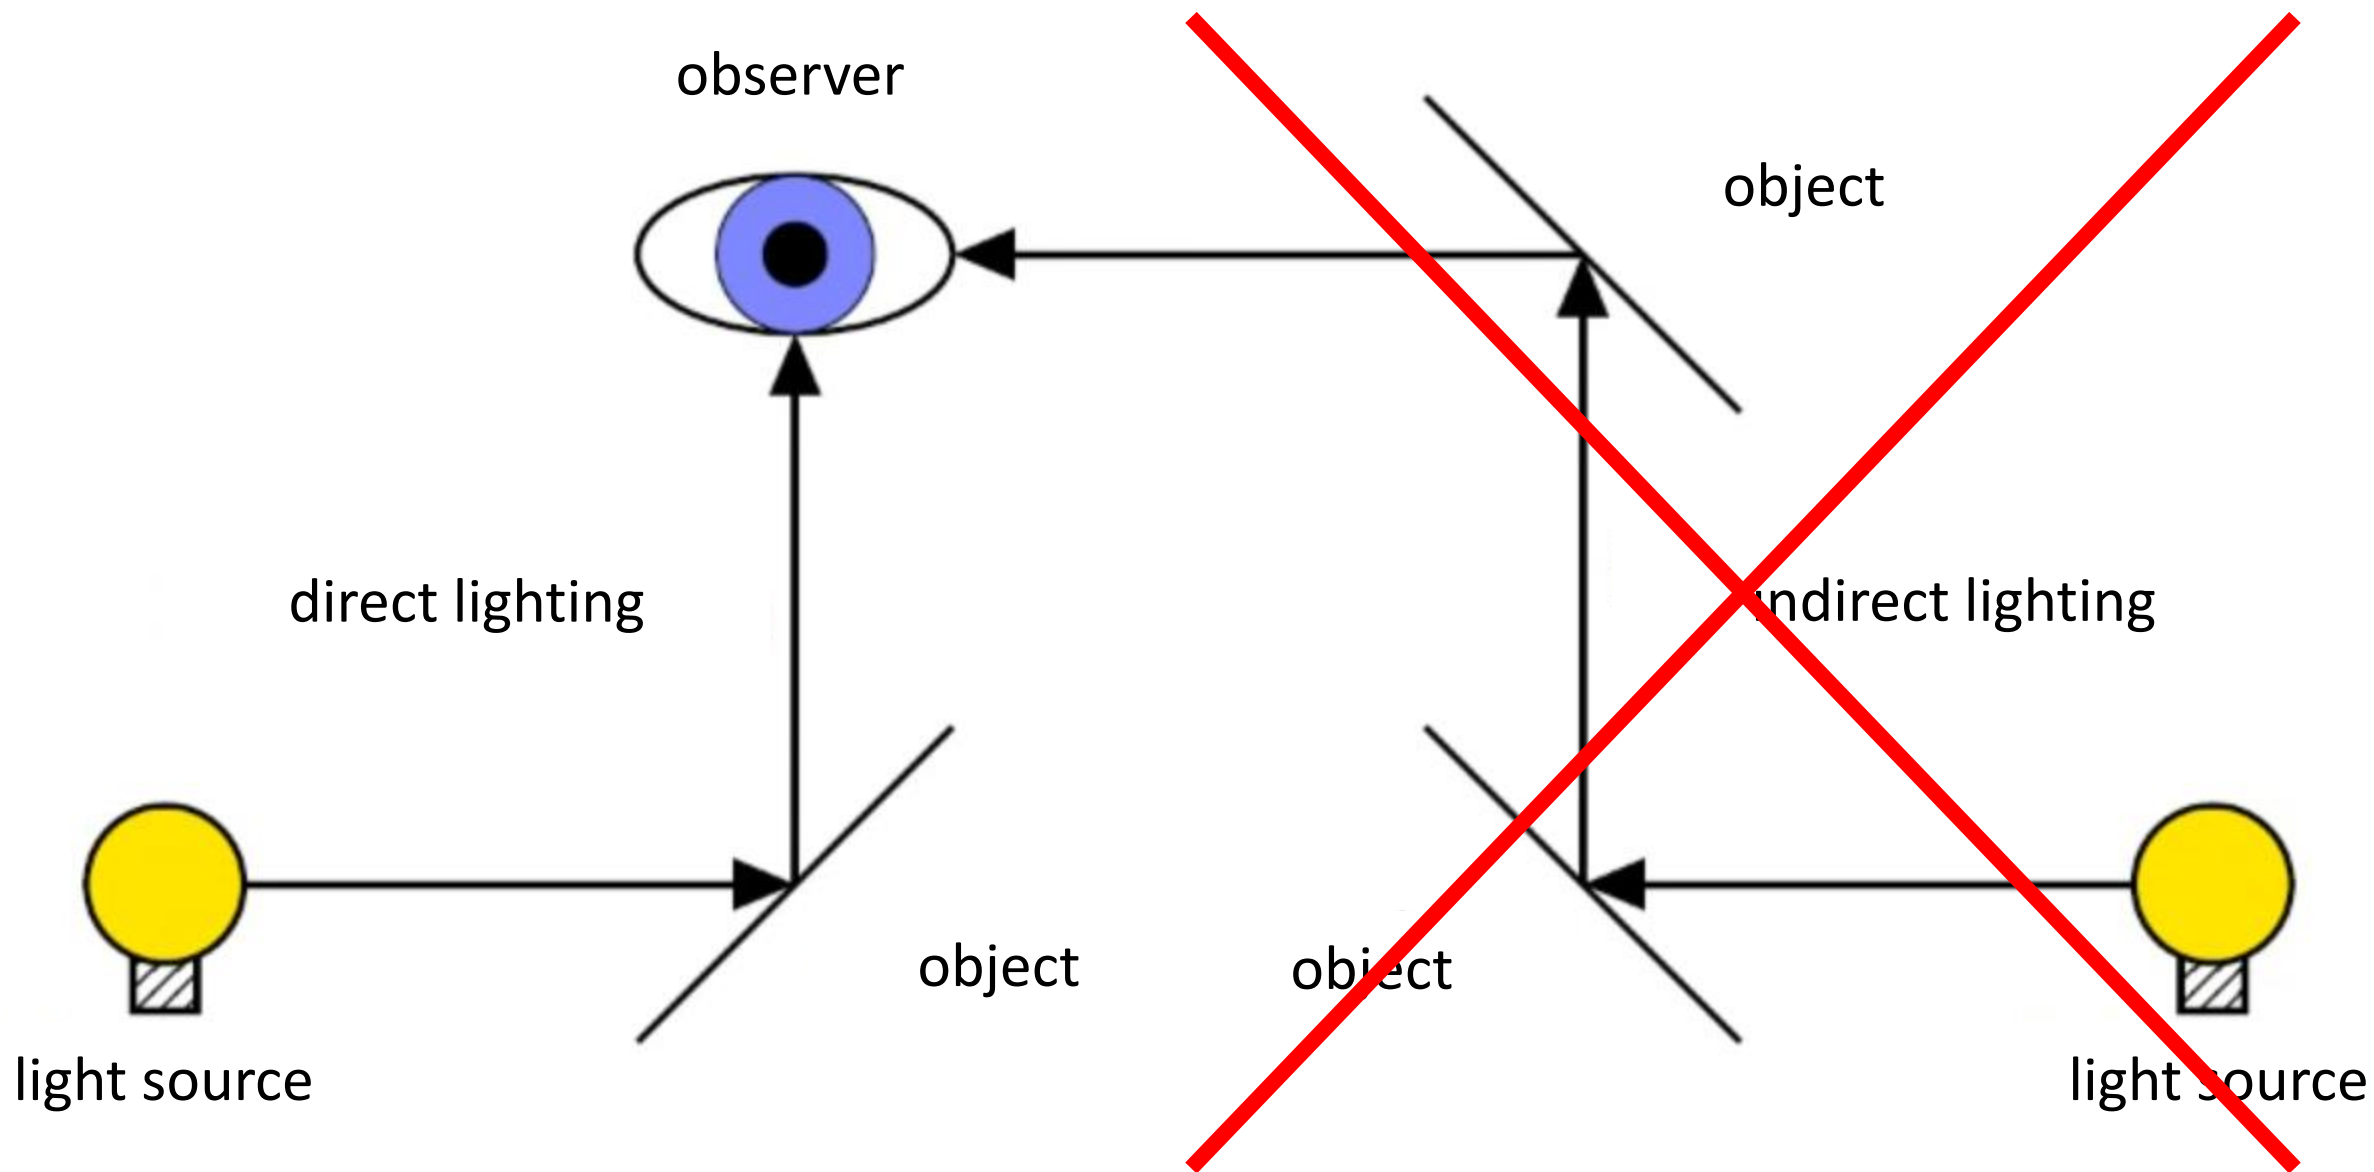 observer
object
direct lighting
indirect lighting
object
object
light source
light source